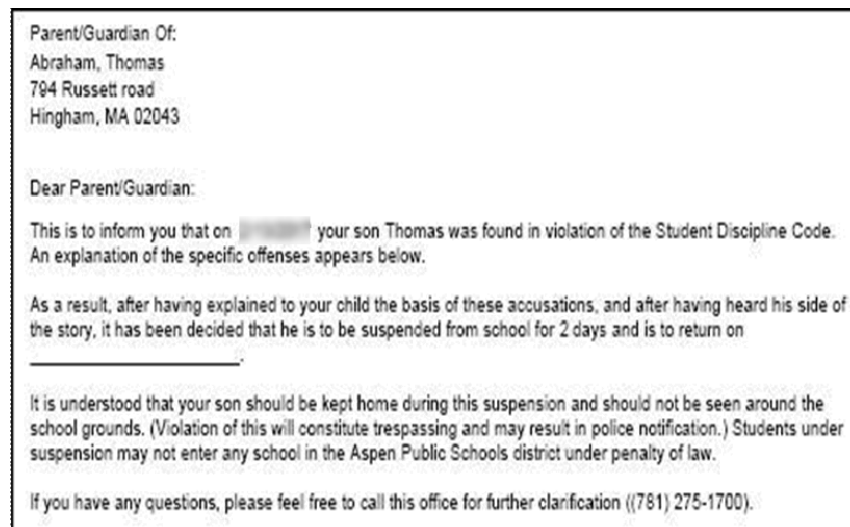 Parent/Guardian Of:
Abraham, Thomas
794 Russett road
Hingham, MA 02043
Dear Parent/Guardian:
This is to inform you that on your son Thomas was found in violation of the Student Discipline Code.
An explanation of the specific offenses appears below.
As a result, after having explained to your child the basis of these accusations, and after having heard his side of
the story, it has been decided that he is to be suspended from school for 2 days and is to return on
____________________.
It is understood that your son should be kept home during this suspension and should not be seen around the
school grounds. (Violation of this will constitute trespassing and may result in police notification.) Students under
suspension may not enter any school in the Aspen Public Schools district under penalty of law.
If you have any questions, please feel free to call this office for further clarification ((781) 275-1700).